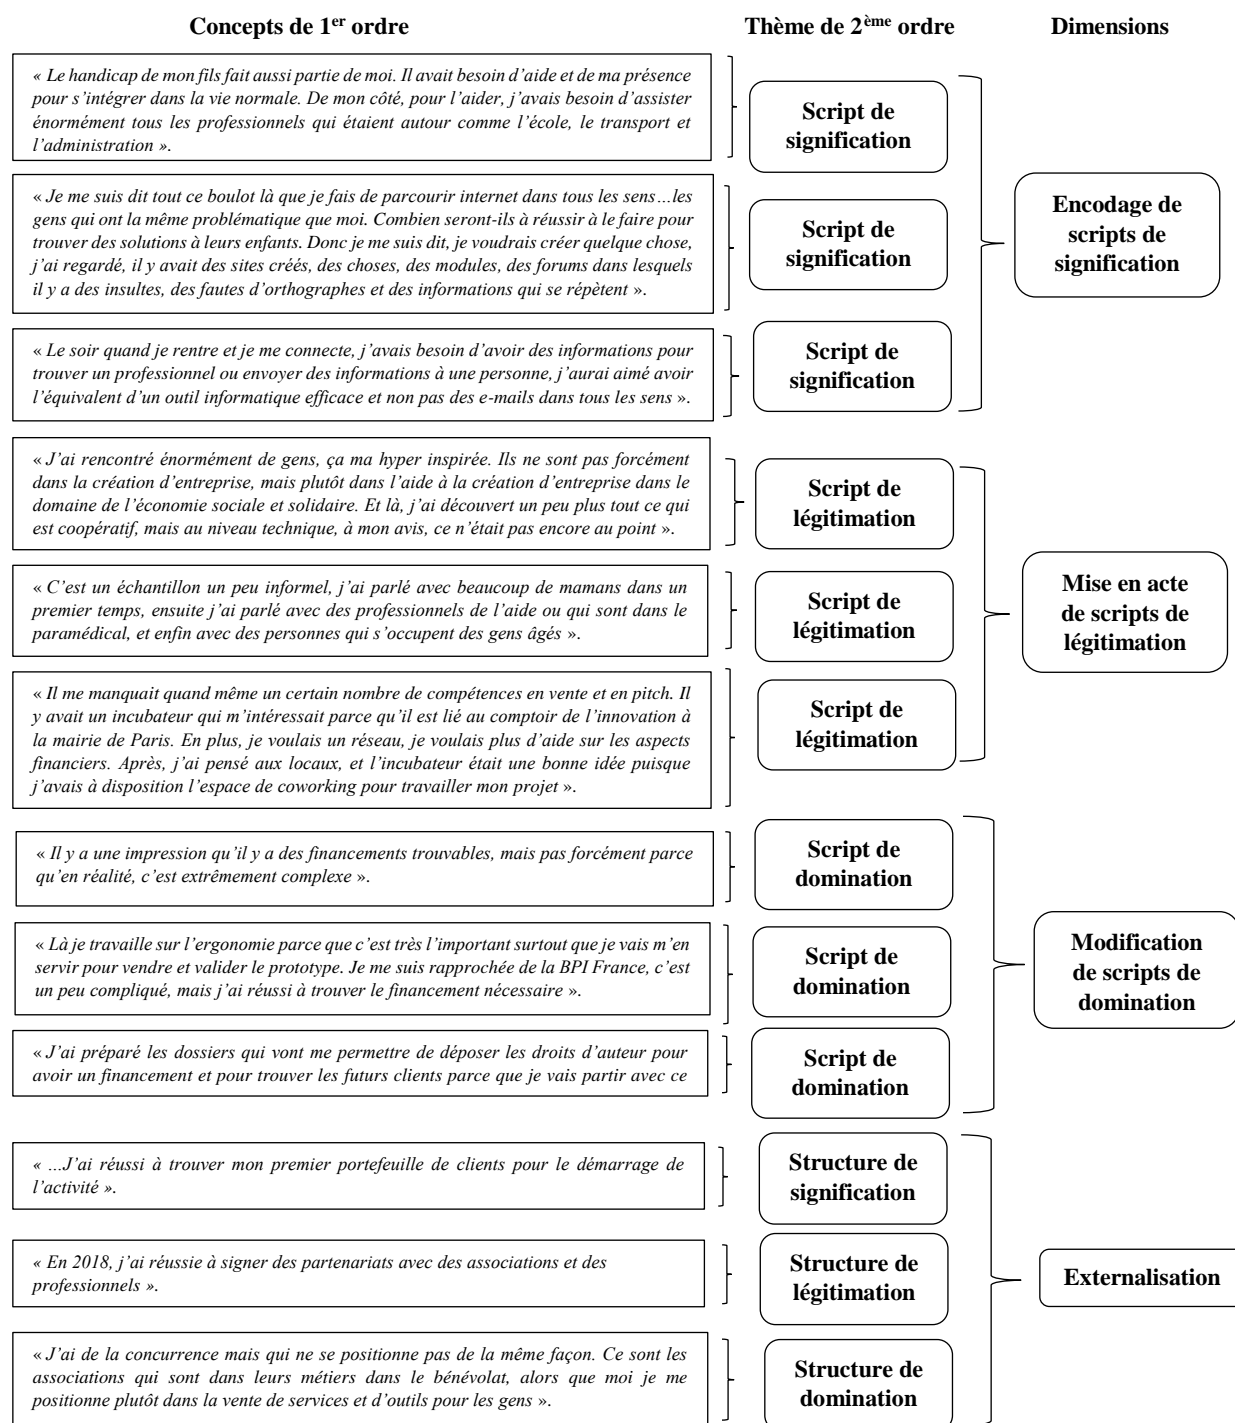 Concepts de 1er ordre
Thème de 2ème ordre
Dimensions
« Le handicap de mon fils fait aussi partie de moi. Il avait besoin d’aide et de ma présence
pour s’intégrer dans la vie normale. De mon côté, pour l’aider, j’avais besoin d’assister
énormément tous les professionnels qui étaient autour comme l’école, le transport et
l’administration ».
Script de
signification
« Je me suis dit tout ce boulot là que je fais de parcourir internet dans tous les sens…les
gens qui ont la même problématique que moi. Combien seront-ils à réussir à le faire pour
trouver des solutions à leurs enfants. Donc je me suis dit, je voudrais créer quelque chose,
j’ai regardé, il y avait des sites créés, des choses, des modules, des forums dans lesquels
il y a des insultes, des fautes d’orthographes et des informations qui se répètent ».
Script de
signification
« Le soir quand je rentre et je me connecte, j’avais besoin d’avoir des informations pour
trouver un professionnel ou envoyer des informations à une personne, j’aurai aimé avoir
l’équivalent d’un outil informatique efficace et non pas des e-mails dans tous les sens ».
Script de
signification
Encodage de
scripts de
signification
« J’ai rencontré énormément de gens, ça ma hyper inspirée. Ils ne sont pas forcément
dans la création d’entreprise, mais plutôt dans l’aide à la création d’entreprise dans le
domaine de l’économie sociale et solidaire. Et là, j’ai découvert un peu plus tout ce qui
est coopératif, mais au niveau technique, à mon avis, ce n’était pas encore au point ».
Script de
légitimation
« C’est un échantillon un peu informel, j’ai parlé avec beaucoup de mamans dans un
premier temps, ensuite j’ai parlé avec des professionnels de l’aide ou qui sont dans le
paramédical, et enfin avec des personnes qui s’occupent des gens âgés ».
Script de
légitimation
« Il me manquait quand même un certain nombre de compétences en vente et en pitch. Il
y avait un incubateur qui m’intéressait parce qu’il est lié au comptoir de l’innovation à
la mairie de Paris. En plus, je voulais un réseau, je voulais plus d’aide sur les aspects
financiers. Après, j’ai pensé aux locaux, et l’incubateur était une bonne idée puisque
j’avais à disposition l’espace de coworking pour travailler mon projet ».
Script de
légitimation
Mise en acte
de scripts de
légitimation
« Il y a une impression qu’il y a des financements trouvables, mais pas forcément parce
qu’en réalité, c’est extrêmement complexe ».
Script de
domination
« Là je travaille sur l’ergonomie parce que c’est très l’important surtout que je vais m’en
servir pour vendre et valider le prototype. Je me suis rapprochée de la BPI France, c’est
un peu compliqué, mais j’ai réussi à trouver le financement nécessaire ».
Script de
domination
« J’ai préparé les dossiers qui vont me permettre de déposer les droits d’auteur pour
avoir un financement et pour trouver les futurs clients parce que je vais partir avec ce
Script de
domination
Modification
de scripts de
domination
« …J’ai réussi à trouver mon premier portefeuille de clients pour le démarrage de
l’activité ».
Structure de
signification
« En 2018, j’ai réussie à signer des partenariats avec des associations et des
professionnels ».
Structure de
légitimation
« J’ai de la concurrence mais qui ne se positionne pas de la même façon. Ce sont les
associations qui sont dans leurs métiers dans le bénévolat, alors que moi je me
positionne plutôt dans la vente de services et d’outils pour les gens ».
Structure de
domination
Externalisation